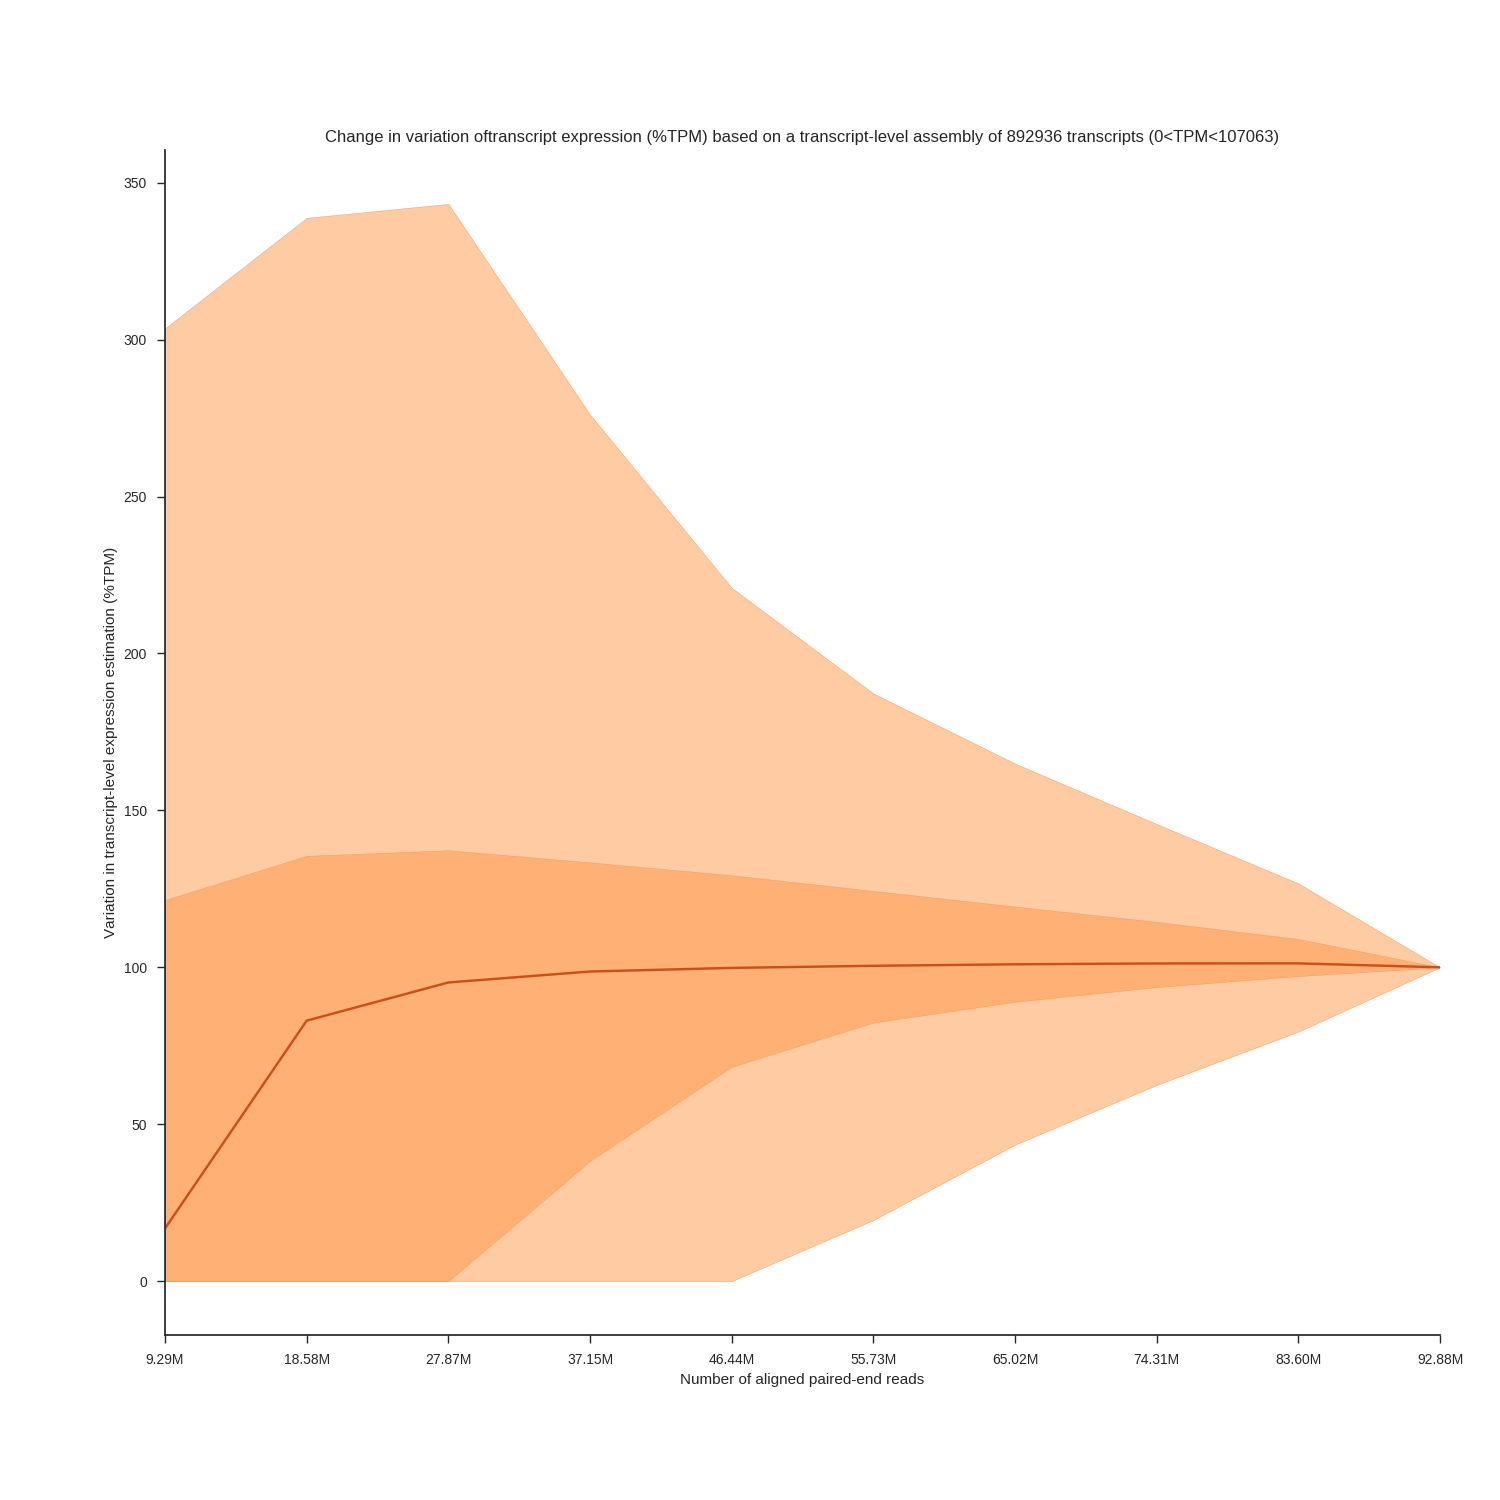 Change in variation oftranscript expression (%TPM) based on a transcript-level assembly of 892936 transcripts (0<TPM<107063)
Variation in transcript-level expression estimation (%TPM)
350
300
250
200
150
100
50
0
9.29M 18.58M 27.87M 37.15M 46.44M 55.73M 65.02M 74.31M 83.60M 92.88M
Number of aligned paired-end reads